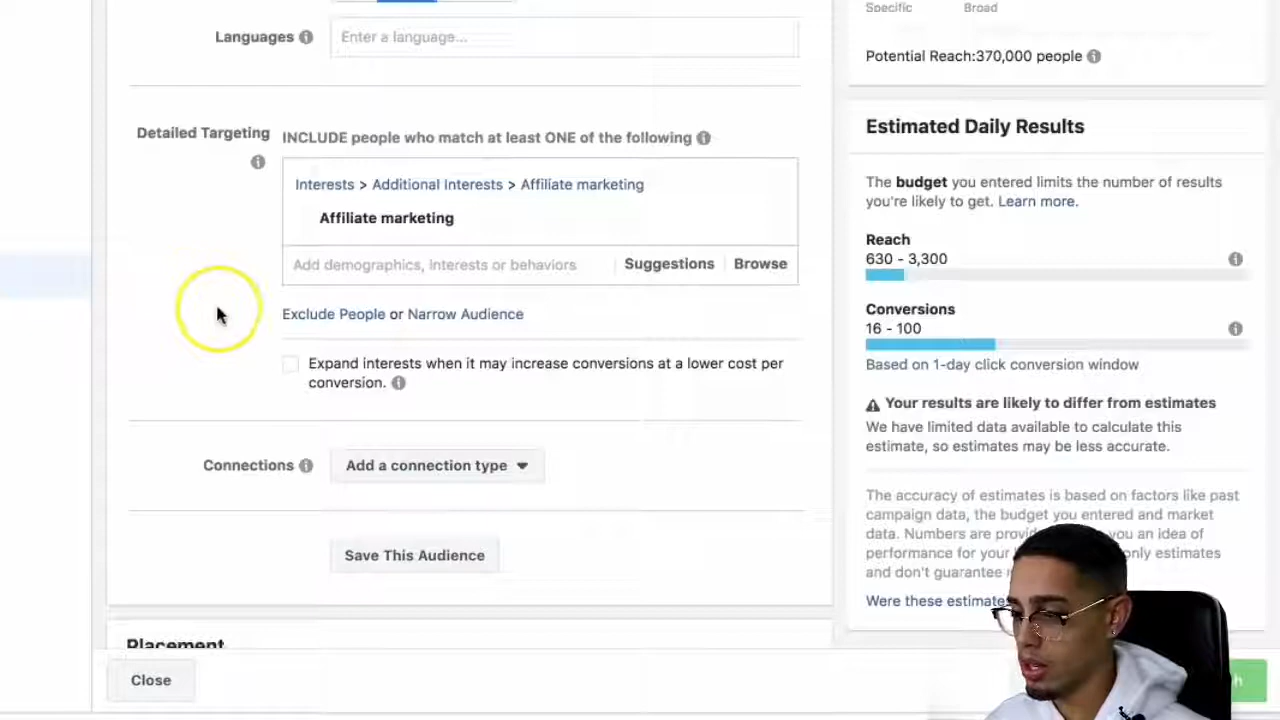 Specific Broad
Languages
Enter a language...
Potential Reach:370,000 people
Detailed Targeting
INCLUDE people who match at least ONE of the following
Interests > Additional Interests > Affiliate marketing
Affiliate marketing
Add demographics, interests or behaviors
Suggestions
Browse
Exclude People or Narrow Audience
Expand interests when it may increase conversions at a lower cost per
conversion.
Connections
Add a connection type
Save This Audience
Placement
Close
Estimated Daily Results
The budget you entered limits the number of results
you're likely to get. Learn more.
Reach
630 - 3,300
Conversions
16 - 100
Based on 1-day click conversion window
Your results are likely to differ from estimates
We have limited data available to calculate this
estimate, so estimates may be less accurate.
The accuracy of estimates is based on factors like past
campaign data, the budget you entered and market
data. Numbers are you an idea of
performance for your only estimates
and don't guarantee
Were these estimates